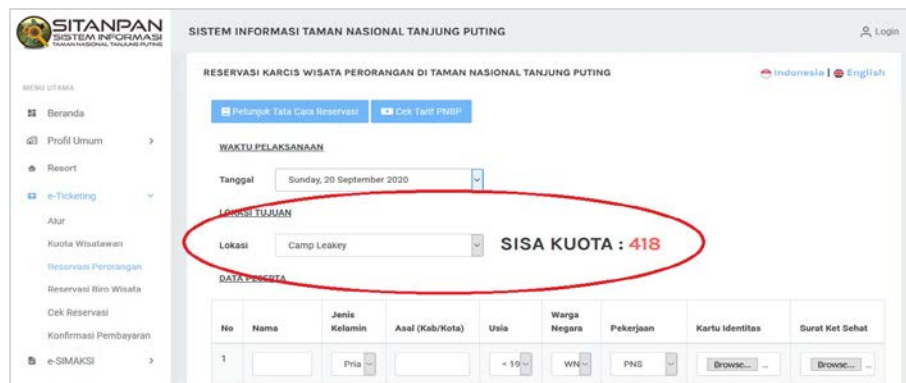 SITANPAN
SISTEM INFORMASI
TAMAN NASIONAL TANJUNG PUTING
SISTEM INFORMASI TAMAN NASIONAL TANJUNG PUTING
Login
MENU UTAMA
Beranda
Profil Umum
Resort
e-Ticketing
Alur
Kuota Wisatawan
Reservasi Perorangan
Reservasi Biro Wisata
Cek Reservasi
Konfirmasi Pembayaran
e-SIMAKSI
RESERVASI KARCIS WISATA PERORANGAN DI TAMAN NASIONAL TANJUNG PUTING
Indonesia | English
Petunjuk Tata Cara Reservasi Cek Tarif PNBP
WAKTU PELAKSANAAN
Tanggal Sunday, 20 September 2020
LOKASI TUJUAN
Lokasi Camp Leakey SISA KUOTA : 418
DATA PESERTA
No Nama Jenis Kelamin Asal (Kab/Kota) Usia Warga Negara Pekerjaan Kartu Identitas Surat Ket Sehat
1 Pria < 19 WN PNS Browse... ... Browse... ...